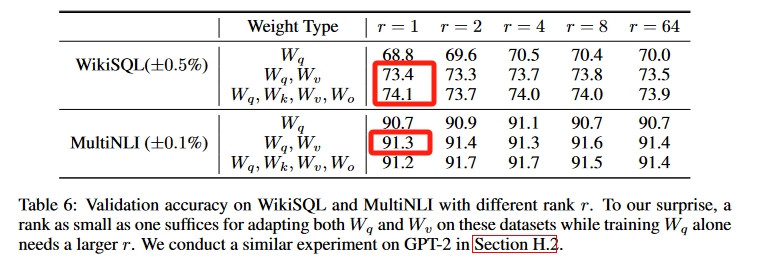 Weight Type r = 1 r = 2 r = 4 r = 8 r = 64
W_q 68.8 69.6 70.5 70.4 70.0
WikiSQL(±0.5%) W_q, W_v 73.4 73.3 73.7 73.8 73.5
W_q, W_k, W_v, W_o 74.1 73.7 74.0 74.0 73.9
W_q 90.7 90.9 91.1 90.7 90.7
MultiNLI (±0.1%) W_q, W_v 91.3 91.4 91.3 91.6 91.4
W_q, W_k, W_v, W_o 91.2 91.7 91.7 91.5 91.4
Table 6: Validation accuracy on WikiSQL and MultiNLI with different rank r. To our surprise, a
rank as small as one suffices for adapting both W_q and W_v on these datasets while training W_q alone
needs a larger r. We conduct a similar experiment on GPT-2 in Section H.2.